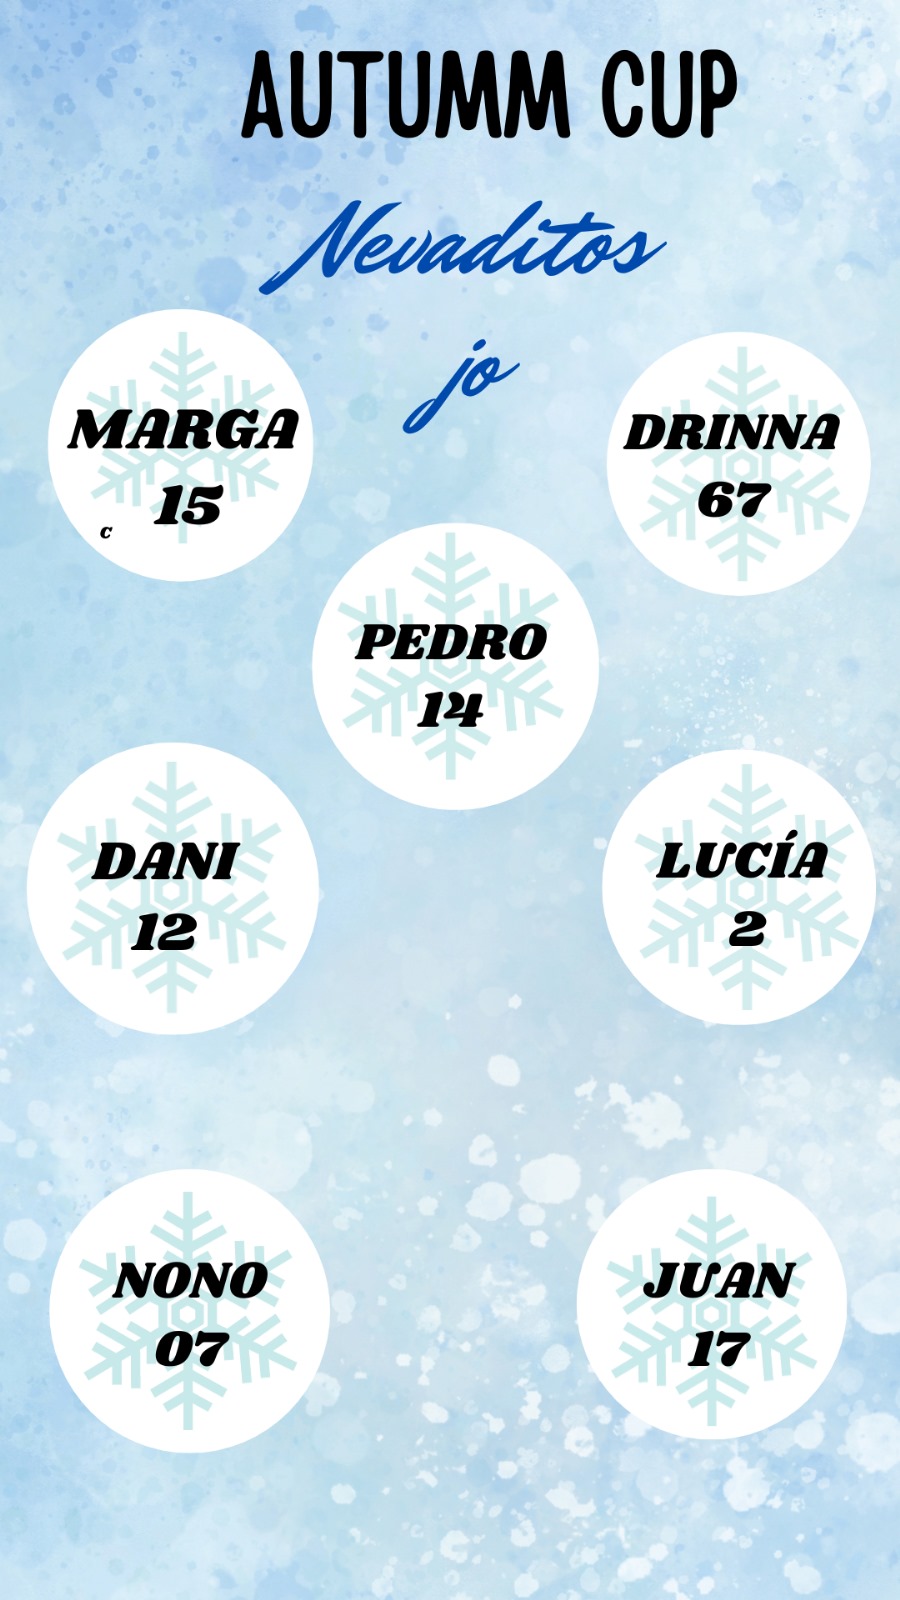 AUTUMM CUP
Nevaditos
jo
MARGA
15
C
DRINNA
67
PEDRO
14
DANI
12
LUCÍA
2
NONO
07
JUAN
17